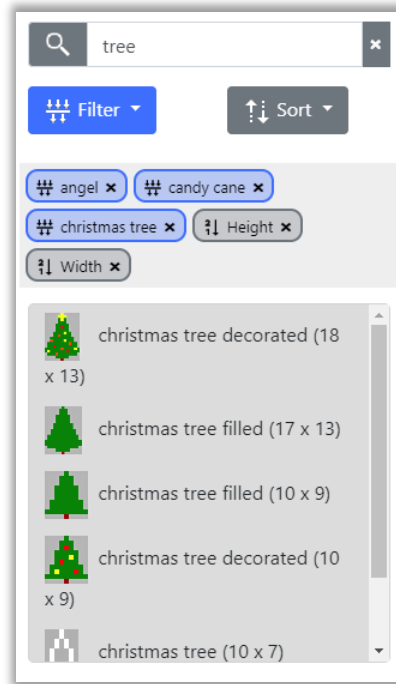 tree ×
Filter Sort
angel × candy cane ×
christmas tree × Height ×
Width ×
christmas tree decorated (18
x 13)
christmas tree filled (17 x 13)
christmas tree filled (10 x 9)
christmas tree decorated (10
x 9)
christmas tree (10 x 7)